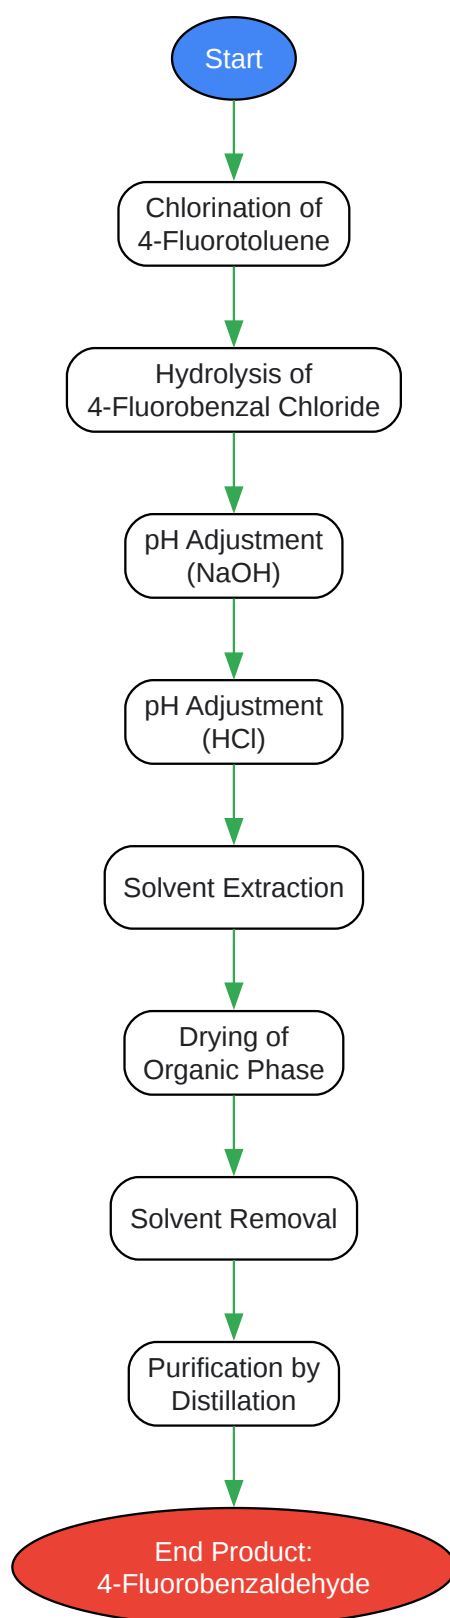 Start
Chlorination of
4-Fluorotoluene
Hydrolysis of
4-Fluorobenzal Chloride
pH Adjustment
(NaOH)
pH Adjustment
(HCl)
Solvent Extraction
Drying of
Organic Phase
Solvent Removal
Purification by
Distillation
End Product:
4-Fluorobenzaldehyde